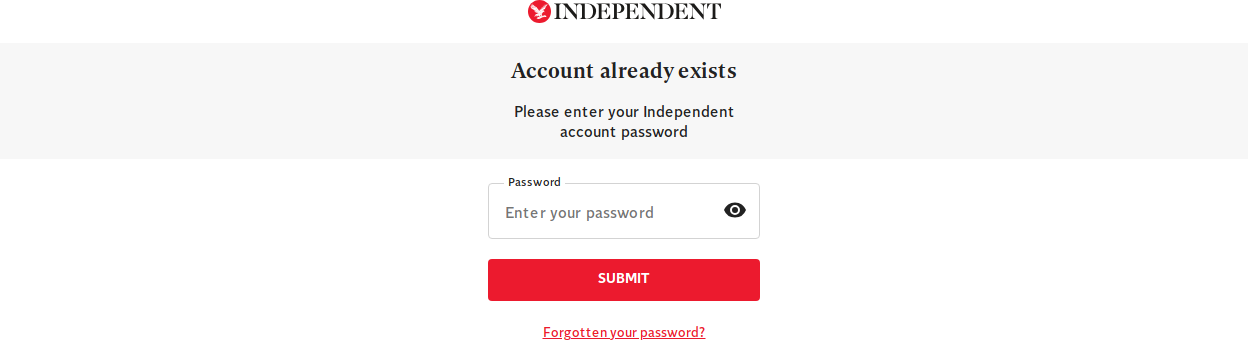 INDEPENDENT
Account already exists
Please enter your Independent
account password
Password
Enter your password
SUBMIT
Forgotten your password?